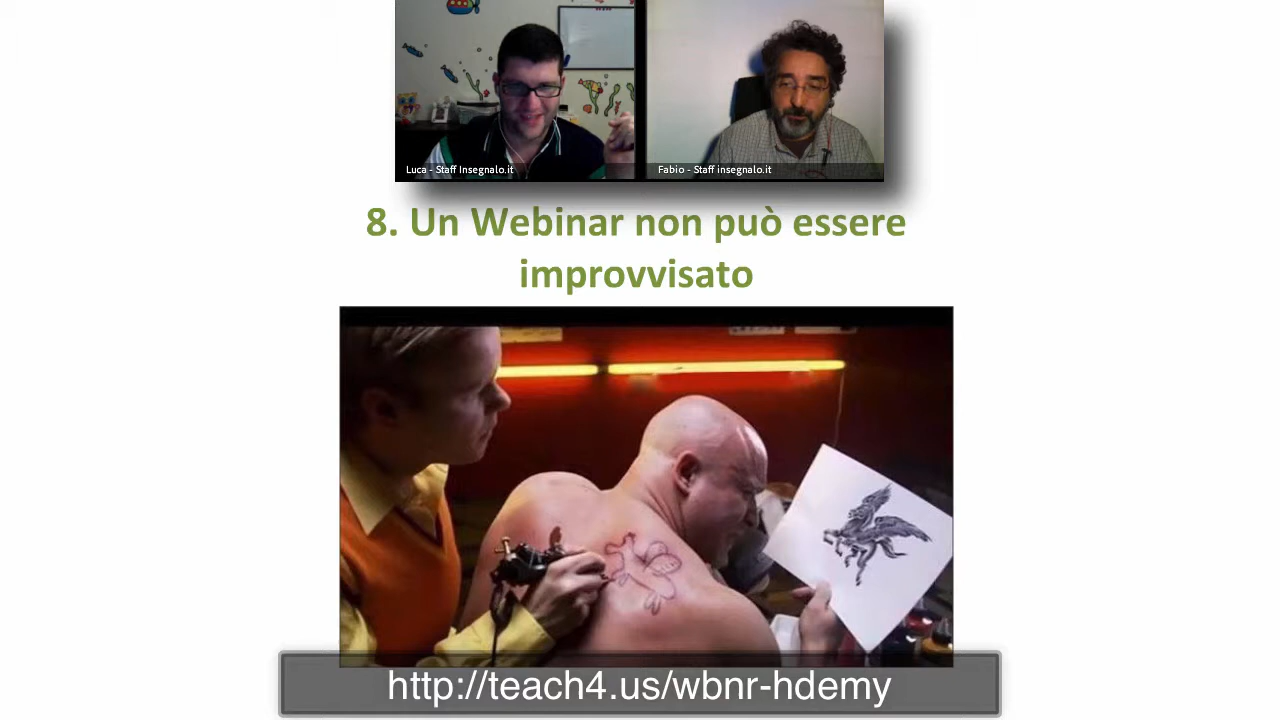 Luca - Staff Insegnalo.it
Fabio - Staff insegnalo.it
8. Un Webinar non può essere
improvvisato
http://teach4.us/wbnr-hdemy